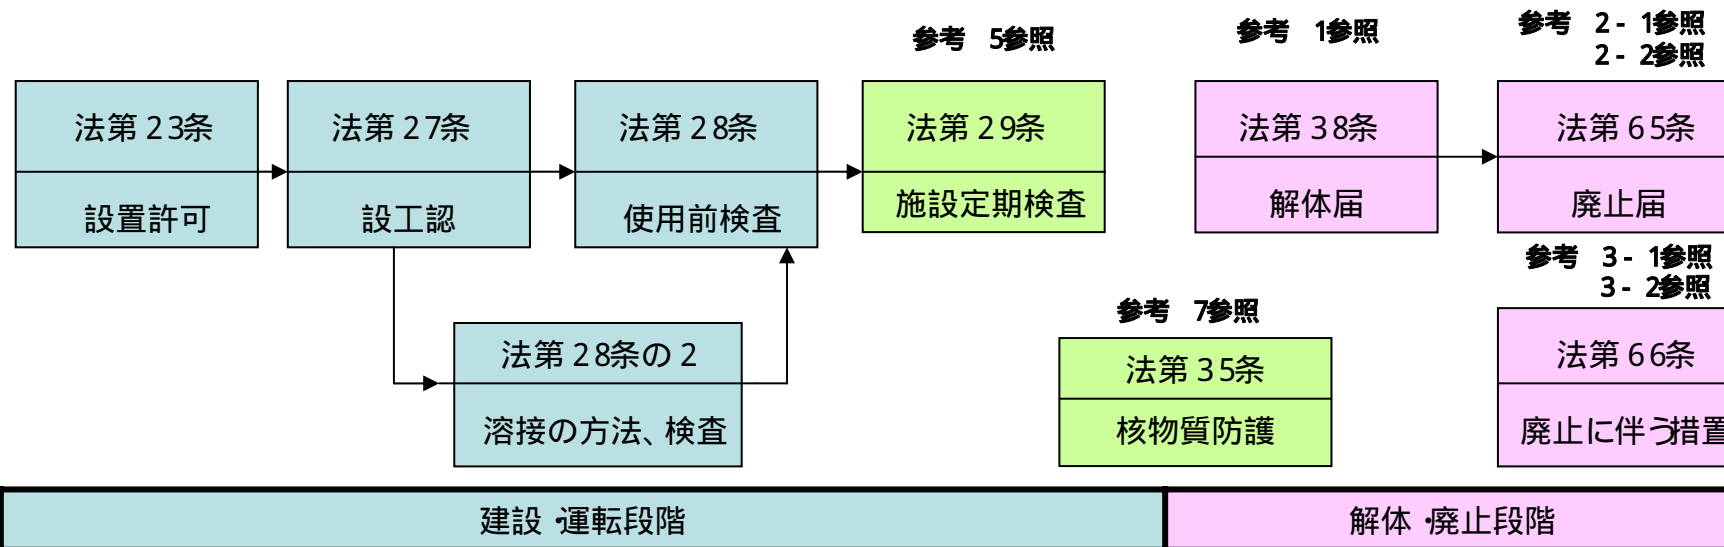 参考 5参照
参考 1参照
参考 2-1参照
2-2参照
法第23条
設置許可
法第27条
設工認
法第28条
使用前検査
法第29条
施設定期検査
法第38条
解体届
法第65条
廃止届
参考 3-1参照
3-2参照
参考 7参照
法第28条の2
溶接の方法、検査
法第35条
核物質防護
法第66条
廃止に伴う措置
建設・運転段階
解体・廃止段階